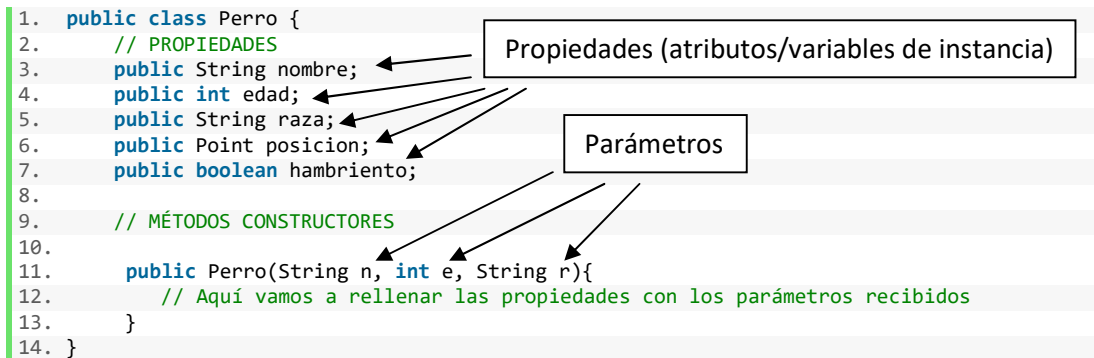 1. public class Perro {
2. // PROPIEDADES
Propiedades (atributos/variables de instancia)
3. public String nombre;
4. public int edad;
5. public String raza;
6. public Point posicion;
Parámetros
7. public boolean hambriento;
8.
9. // MÉTODOS CONSTRUCTORES
10.
11. public Perro(String n, int e, String r){
12. // Aquí vamos a rellenar las propiedades con los parámetros recibidos
13. }
14. }